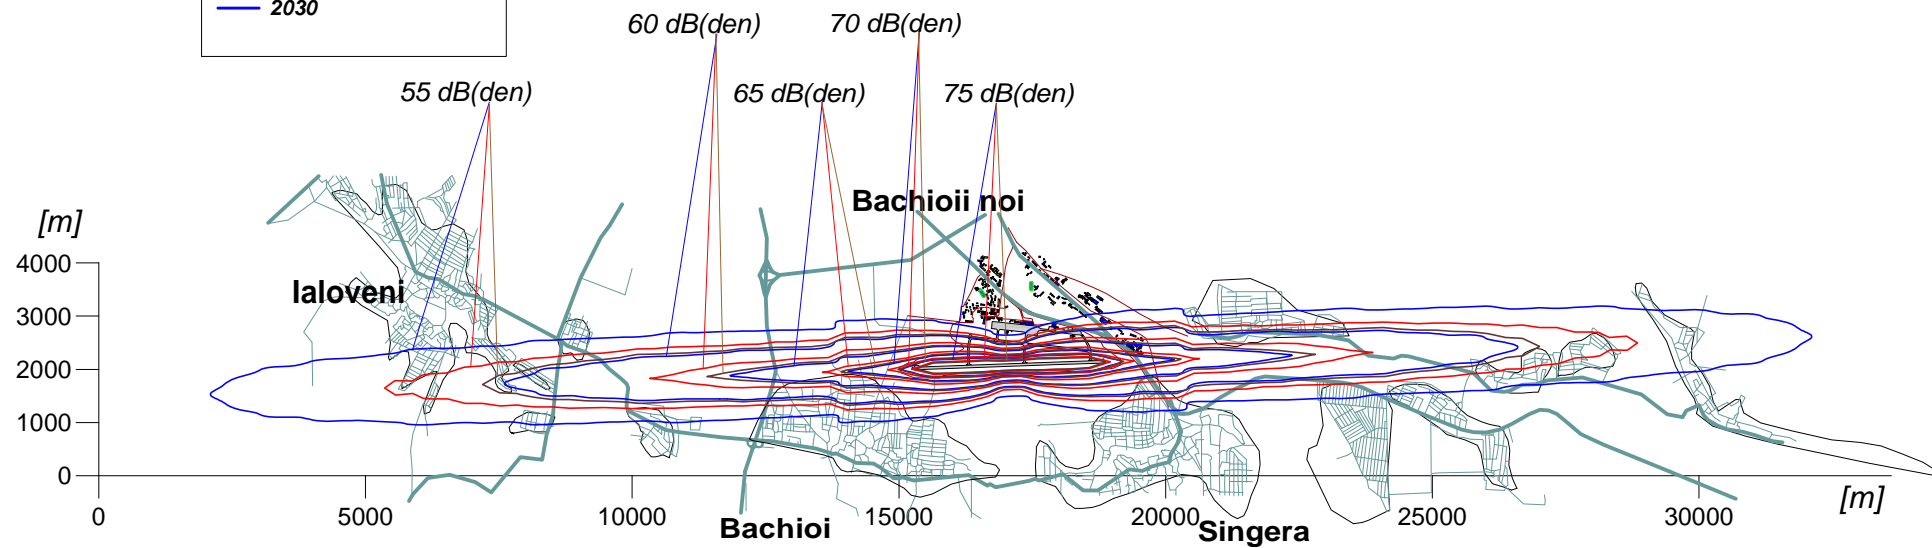 2030
60 dB(den)
70 dB(den)
55 dB(den)
65 dB(den)
75 dB(den)
Bachioii noi
[m]
4000
Ialoveni
3000
2000
1000
0
[m]
0
5000
10000
15000
20000
25000
30000
Bachioi
Singera